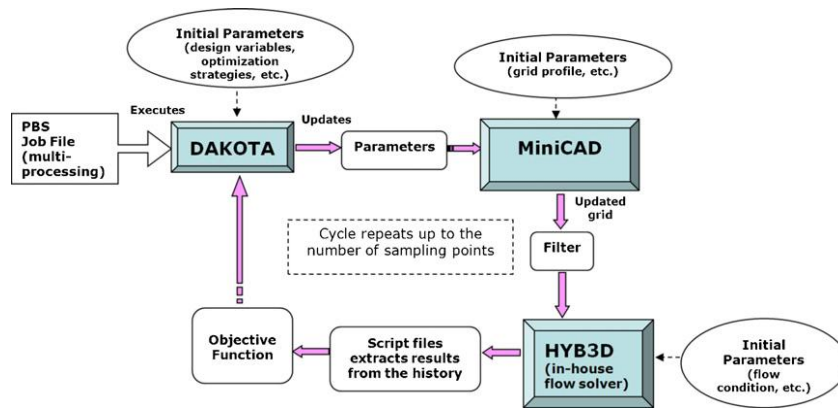 Initial Parameters
(design variables,
optimization
strategies, etc.)
Initial Parameters
(grid profile, etc.)
Executes
PBS
Job File
(multi-
processing)
DAKOTA
Updates
Parameters
MiniCAD
Updated
grid
Cycle repeats up to the
number of sampling points
Filter
Objective
Function
Script files
extracts results
from the history
HYB3D
(in-house
flow solver)
Initial
Parameters
(flow
condition, etc.)